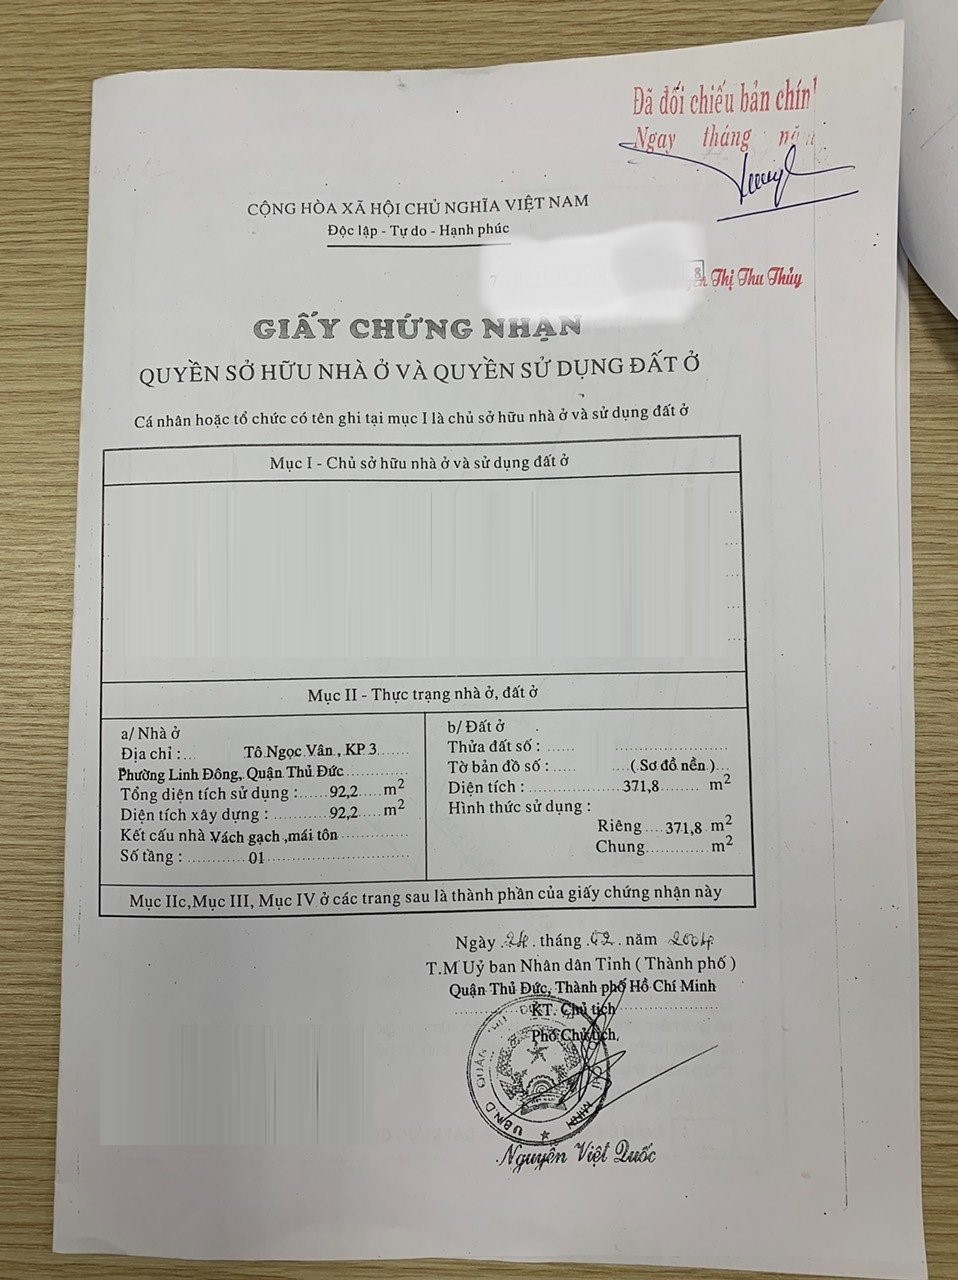 Đã đối chiếu bản chính
Ngày tháng năm
CỘNG HÒA XÃ HỘI CHỦ NGHĨA VIỆT NAM
Độc lập - Tự do - Hạnh phúc
7
8
Thị Thu Thủy
GIẤY CHỨNG NHẬN
QUYỀN SỞ HỮU NHÀ Ở VÀ QUYỀN SỬ DỤNG ĐẤT Ở
Cá nhân hoặc tổ chức có tên ghi tại mục I là chủ sở hữu nhà ở và sử dụng đất ở
Mục I - Chủ sở hữu nhà ở và sử dụng đất ở
Mục II - Thực trạng nhà ở, đất ở
a/ Nhà ở
Địa chỉ :... Tô Ngọc Vân , KP 3......
Phường Linh Đông, Quận Thủ Đức..............
Tổng diện tích sử dụng :......92,2..... m2
Diện tích xây dựng : ..........92,2..... m2
Kết cấu nhà Vách gạch ,mái tôn..............
Số tầng : ............01.............................
b/ Đất ở
Thửa đất số : ...... .......................
Tờ bản đồ số : ..... ( Sơ đồ nền )...
Diện tích : ...............371,8........ m2
Hình thức sử dụng :
Riêng ....371,8 m2
Chung............. m2
Mục IIc,Mục III, Mục IV ở các trang sau là thành phần của giấy chứng nhận này
Ngày .24. tháng .02. năm 2004
T.M Uỷ ban Nhân dân Tỉnh ( Thành phố )
Quận Thủ Đức, Thành phố Hồ Chí Minh
KT. Chủ tịch
Phó Chủ tịch,
U.B.N.D QUẬN THỦ ĐỨC
CHÍ MINH
Nguyễn Việt Quốc